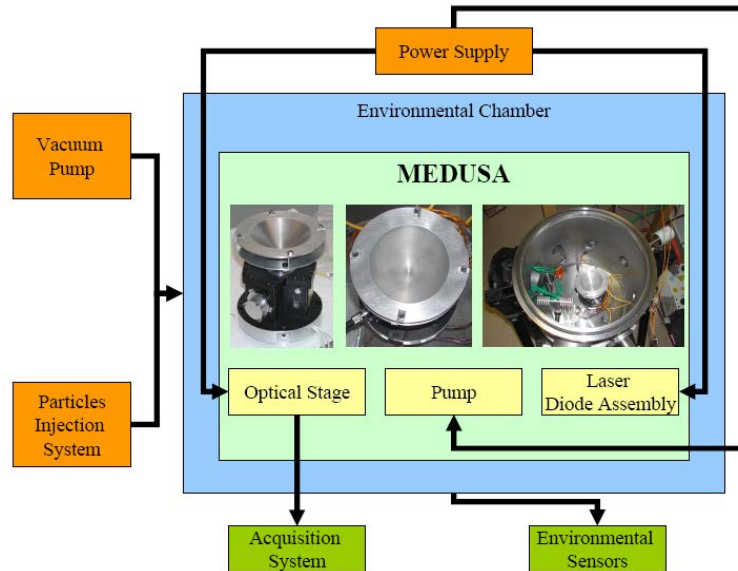 Power Supply
Environmental Chamber
Vacuum
Pump
MEDUSA
Particles
Injection
System
Optical Stage
Pump
Laser
Diode Assembly
Acquisition
System
Environmental
Sensors